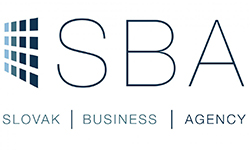 SBA
SLOVAK | BUSINESS | AGENCY